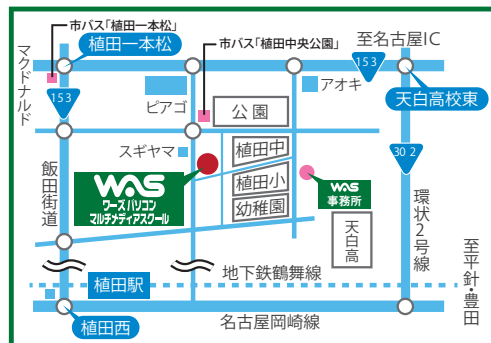 市バス「植田一本松」
植田一本松
市バス「植田中央公園」
至名古屋IC
マクドナルド
153
153
ピアゴ
アオキ
天白高校東
公園
スギヤマ
植田中
植田小
幼稚園
302
飯田街道
WAS
ワーズパソコン
マルチメディアスクール
WAS
事務所
天白高
環状2号線
至平針・豊田
地下鉄鶴舞線
植田駅
植田西
名古屋岡崎線